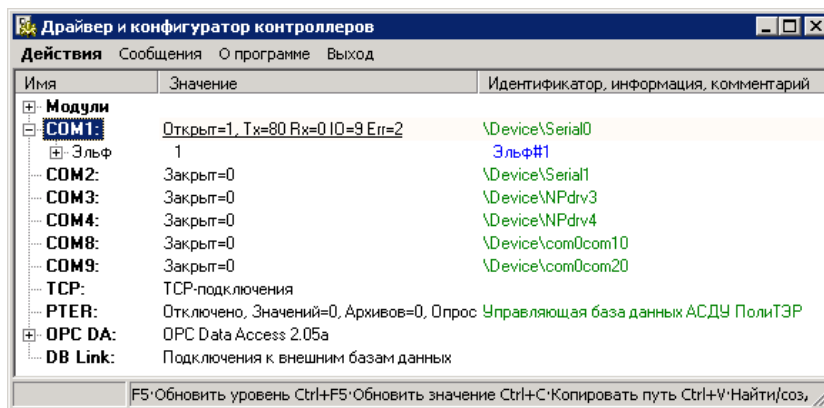 Драйвер и конфигуратор контроллеров
Действия Сообщения О программе Выход
Имя Значение Идентификатор, информация, комментарий
Модули
COM1: Открыт=1, Tx=80 Rx=0 IO=9 Err=2 \Device\Serial0
Эльф 1 Эльф#1
COM2: Закрыт=0 \Device\Serial1
COM3: Закрыт=0 \Device\NPdrv3
COM4: Закрыт=0 \Device\NPdrv4
COM8: Закрыт=0 \Device\com0com10
COM9: Закрыт=0 \Device\com0com20
TCP: TCP-подключения
PTER: Отключено, Значений=0, Архивов=0, Опрос Управляющая база данных АСДУ ПолиТЭР
OPC DA: OPC Data Access 2.05a
DB Link: Подключения к внешним базам данных
F5·Обновить уровень Ctrl+F5·Обновить значение Ctrl+C·Копировать путь Ctrl+V·Найти/соз,